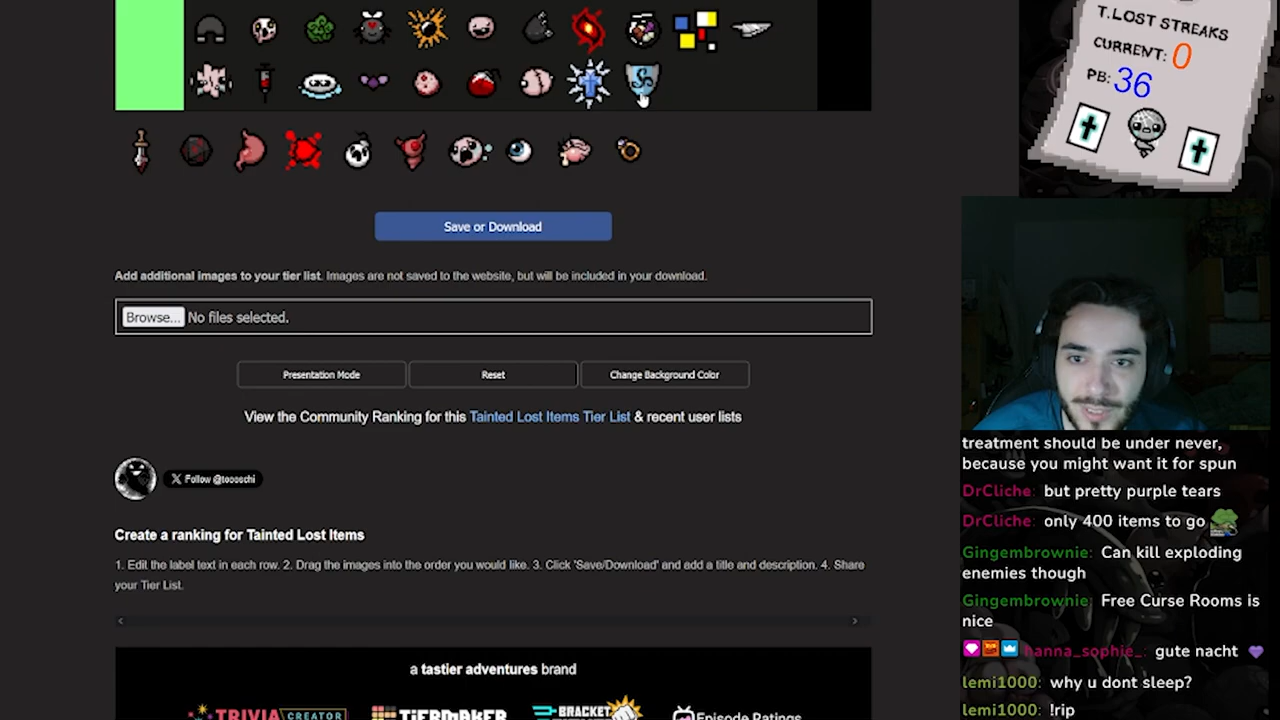 T.LOST STREAKS
CURRENT: 0
PB: 36
Save or Download
Add additional images to your tier list. Images are not saved to the website, but will be included in your download.
Browse... No files selected.
Presentation Mode
Reset
Change Background Color
View the Community Ranking for this Tainted Lost Items Tier List & recent user lists
X Follow @toooschi
Create a ranking for Tainted Lost Items
1. Edit the label text in each row. 2. Drag the images into the order you would like. 3. Click 'Save/Download' and add a title and description. 4. Share
your Tier List.
a tastier adventures brand
TRIVIA CREATOR
TiERMAKER
BRACKET
Episode Ratings
treatment should be under never,
because you might want it for spun
DrCliche: but pretty purple tears
DrCliche: only 400 items to go
Gingembrownie: Can kill exploding
enemies though
Gingembrownie: Free Curse Rooms is
nice
hanna_sophie_: gute nacht
lemi1000: why u dont sleep?
lemi1000: !rip